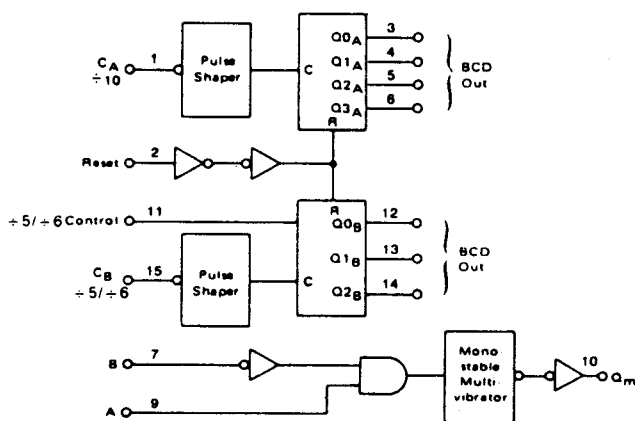 CA
÷10
1
Pulse
Shaper
C
Q0A
Q1A
Q2A
Q3A
R
3
4
5
6
BCD
Out
Reset
2
÷5/÷6 Control
11
R
Q0B
Q1B
Q2B
C
12
13
14
BCD
Out
CB
÷5/÷6
15
Pulse
Shaper
B
7
A
9
Mono
stable
Multi-
vibrator
10
Qm